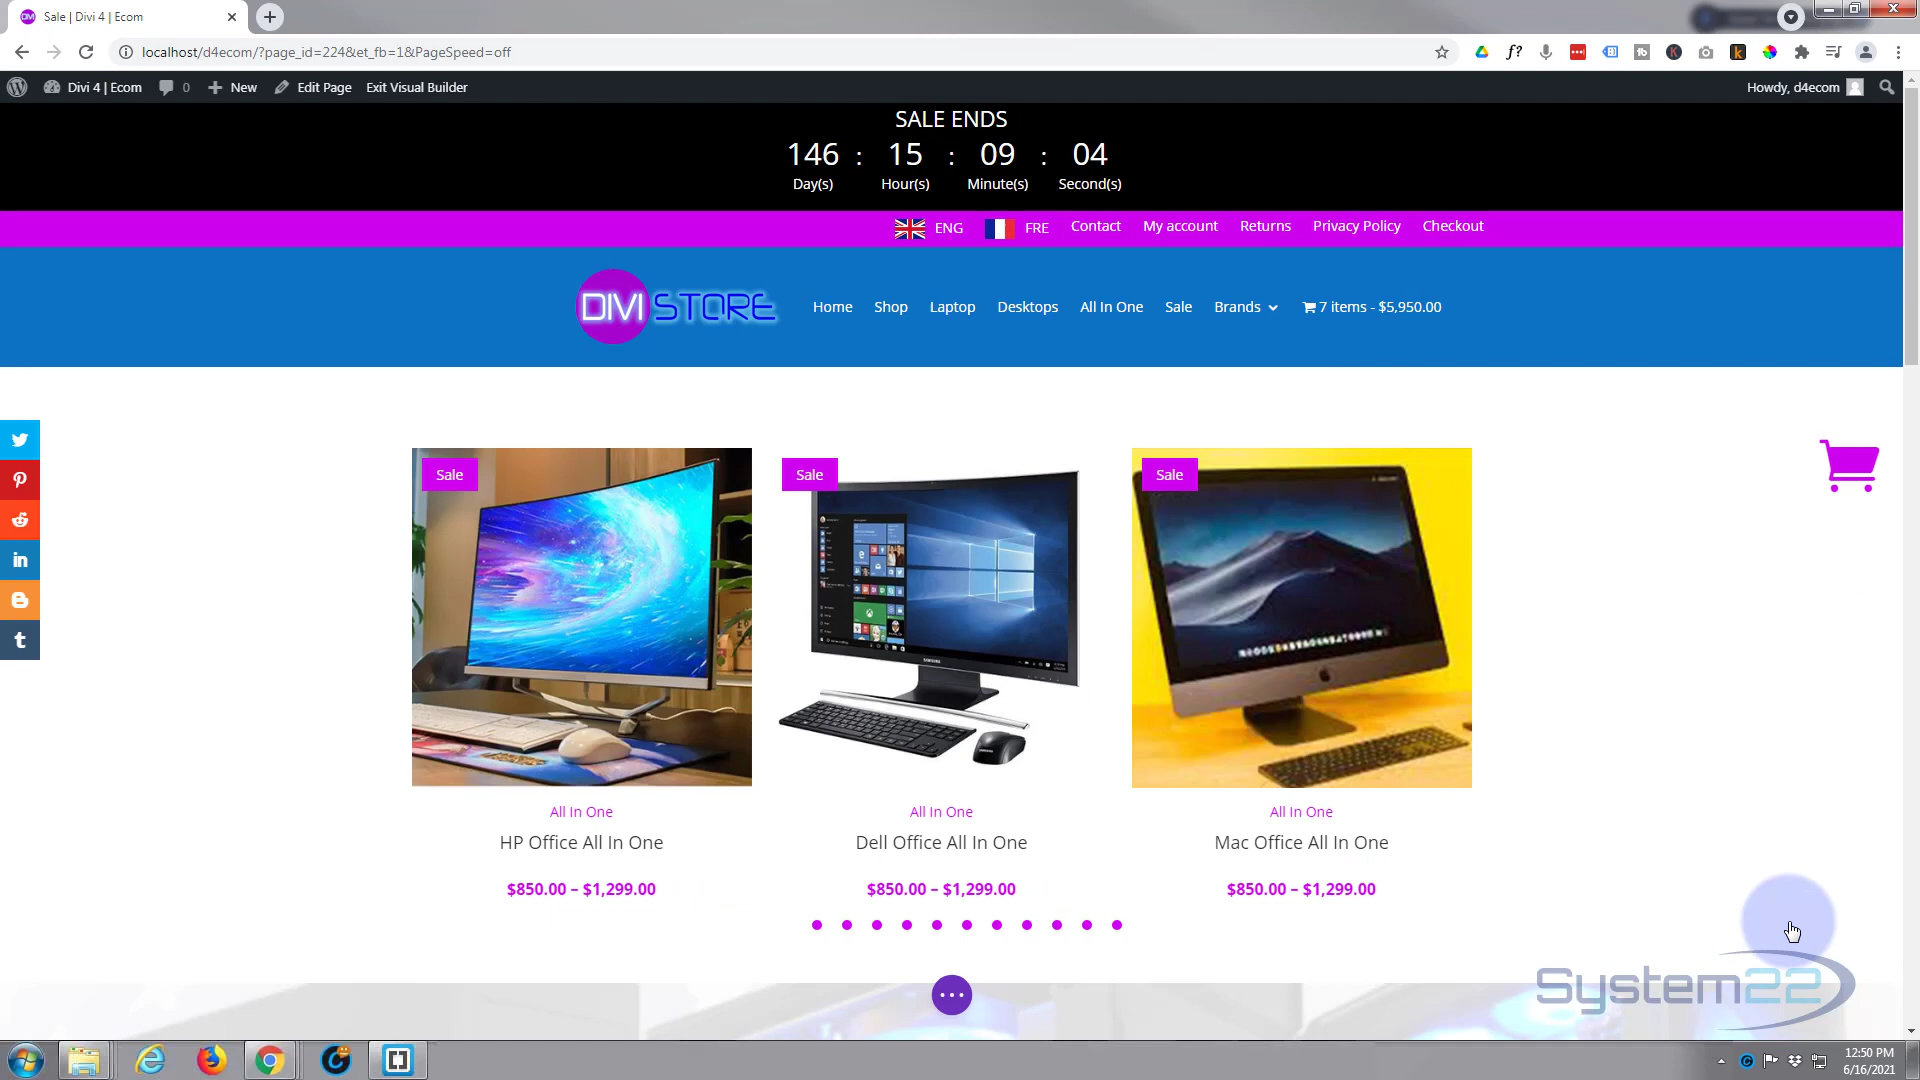 Sale | Divi 4 | Ecom
localhost/d4ecom/?page_id=224&et_fb=1&PageSpeed=off
Divi 4 | Ecom 0 New Edit Page Exit Visual Builder Howdy, d4ecom
SALE ENDS
146 : 15 : 09 : 04
Day(s) Hour(s) Minute(s) Second(s)
ENG FRE Contact My account Returns Privacy Policy Checkout
DIVI STORE Home Shop Laptop Desktops All In One Sale Brands 7 items - $5,950.00
Sale Sale Sale
All In One All In One All In One
HP Office All In One Dell Office All In One Mac Office All In One
$850.00 – $1,299.00 $850.00 – $1,299.00 $850.00 – $1,299.00
System22
12:50 PM
6/16/2021